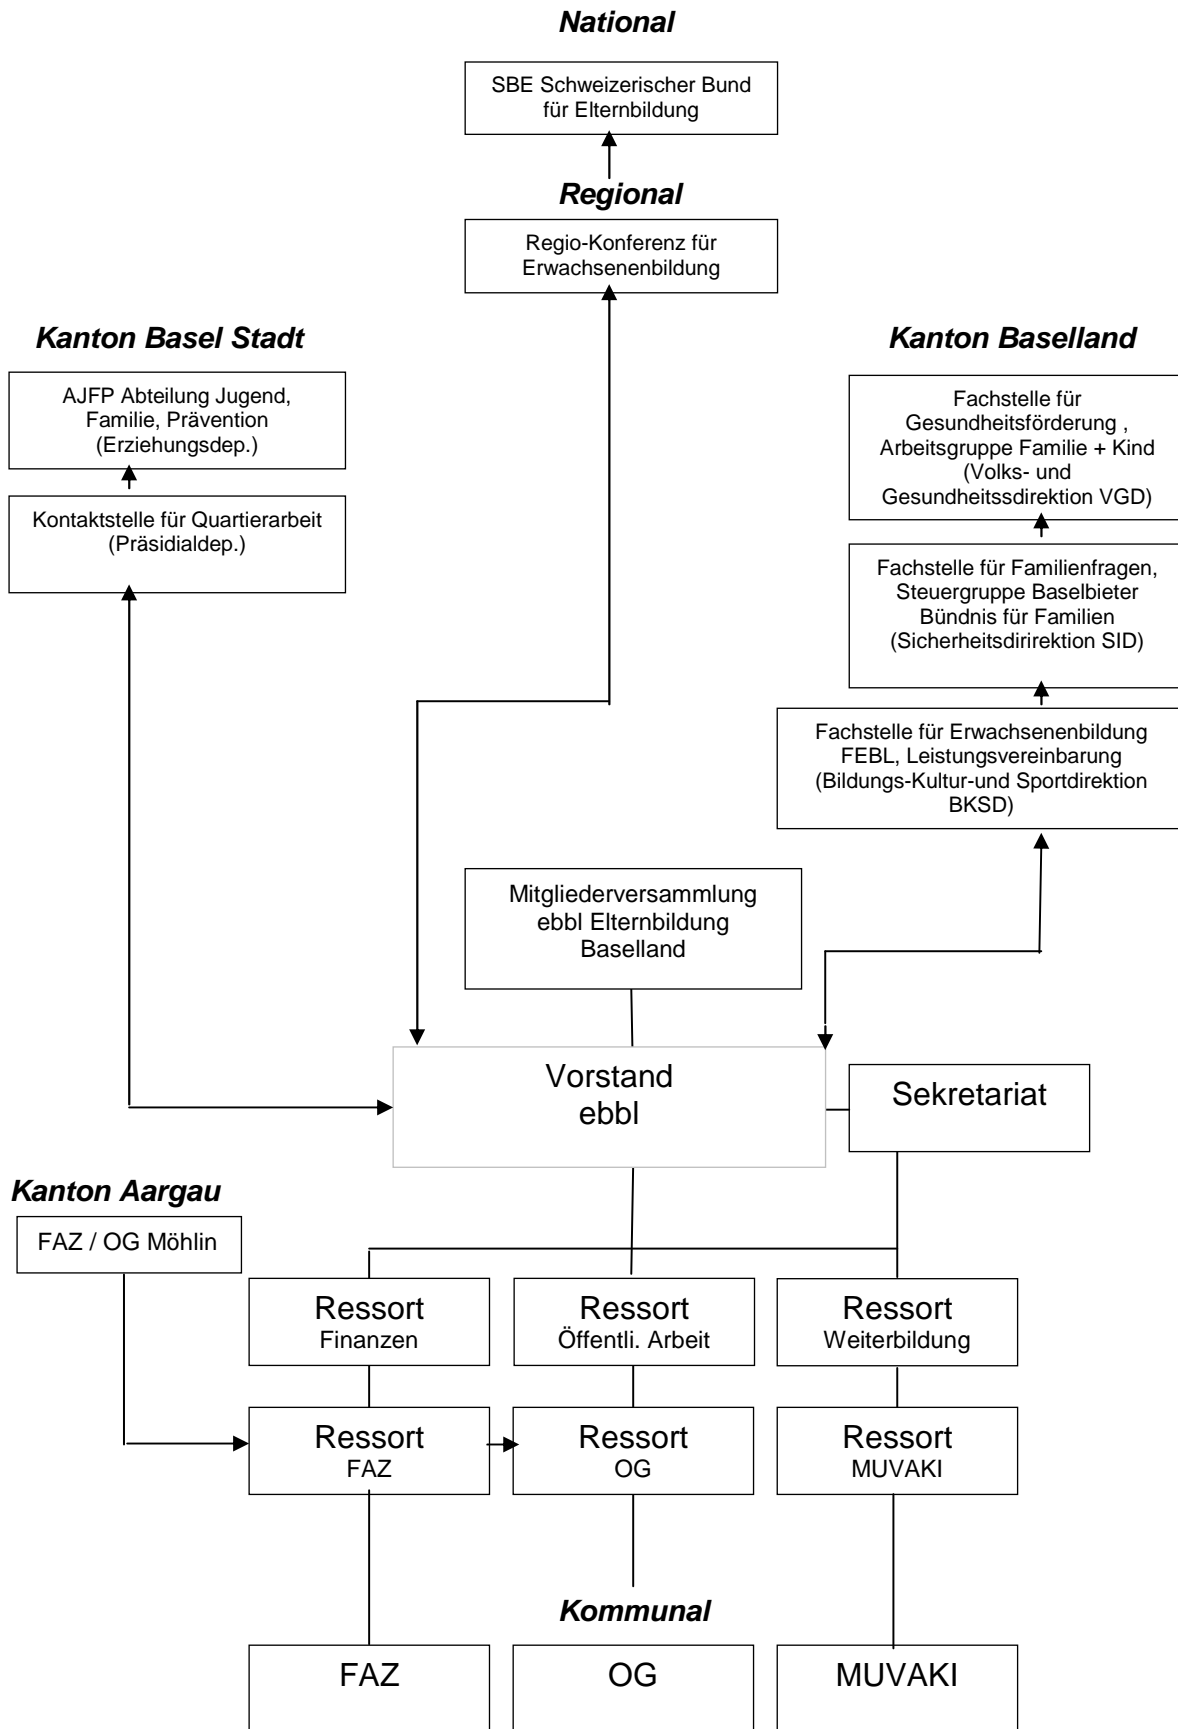 National
SBE Schweizerischer Bund
für Elternbildung
Regional
Regio-Konferenz für
Erwachsenenbildung
Kanton Basel Stadt
AJFP Abteilung Jugend,
Familie, Prävention
(Erziehungsdep.)
Kontaktstelle für Quartierarbeit
(Präsidialdep.)
Kanton Baselland
Fachstelle für
Gesundheitsförderung ,
Arbeitsgruppe Familie + Kind
(Volks- und
Gesundheitssdirektion VGD)
Fachstelle für Familienfragen,
Steuergruppe Baselbieter
Bündnis für Familien
(Sicherheitsdirirektion SID)
Fachstelle für Erwachsenenbildung
FEBL, Leistungsvereinbarung
(Bildungs-Kultur-und Sportdirektion
BKSD)
Mitgliederversammlung
ebbl Elternbildung
Baselland
Vorstand
ebbl
Sekretariat
Kanton Aargau
FAZ / OG Möhlin
Ressort
Finanzen
Ressort
Öffentli. Arbeit
Ressort
Weiterbildung
Ressort
FAZ
Ressort
OG
Ressort
MUVAKI
Kommunal
FAZ
OG
MUVAKI